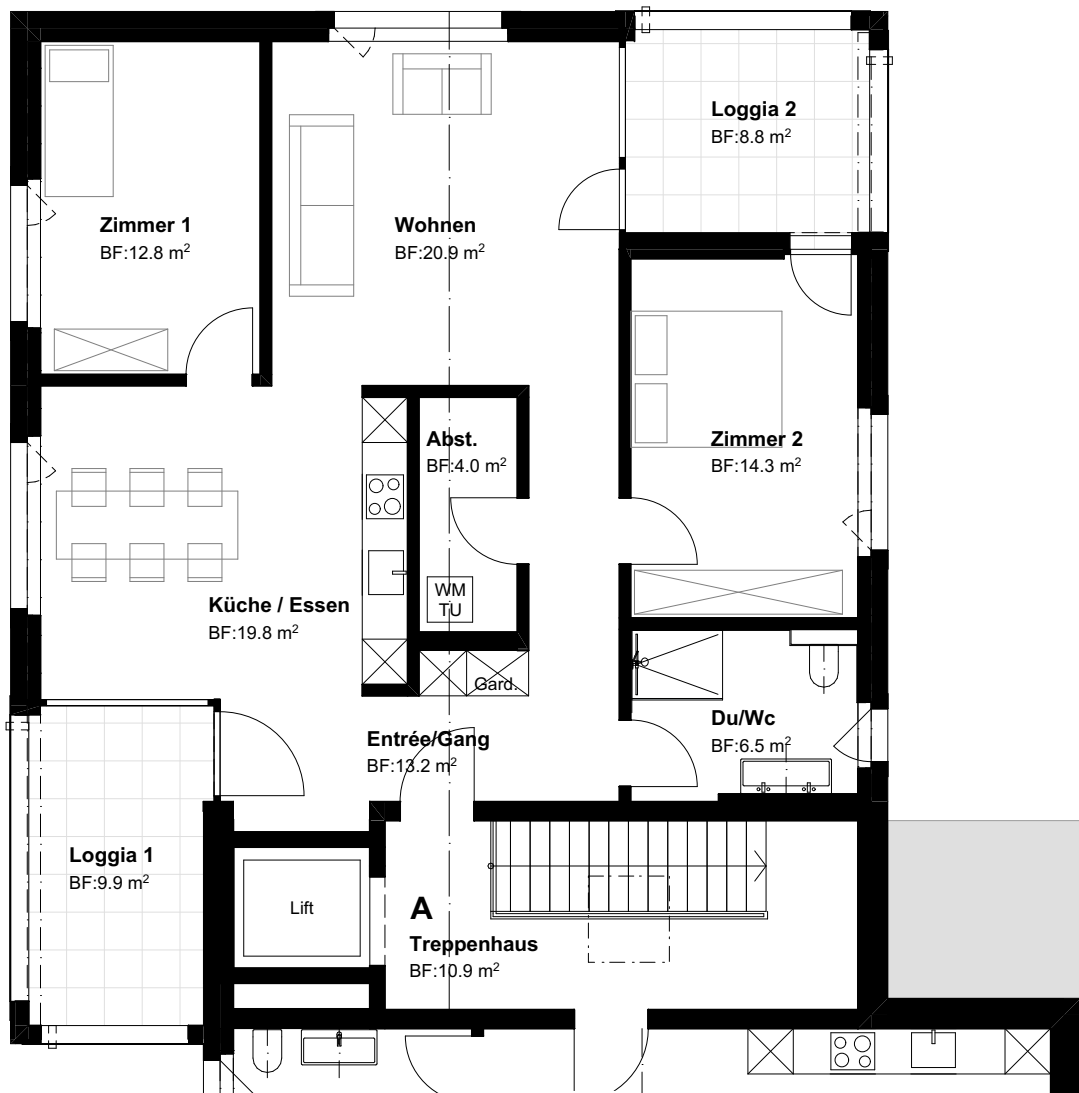 Loggia 2
BF:8.8 m²
Zimmer 1
BF:12.8 m²
Wohnen
BF:20.9 m²
Abst.
BF:4.0 m²
Zimmer 2
BF:14.3 m²
WM
TU
Küche / Essen
BF:19.8 m²
Gard.
Entrée/Gang
BF:13.2 m²
Du/Wc
BF:6.5 m²
Loggia 1
BF:9.9 m²
Lift
A
Treppenhaus
BF:10.9 m²